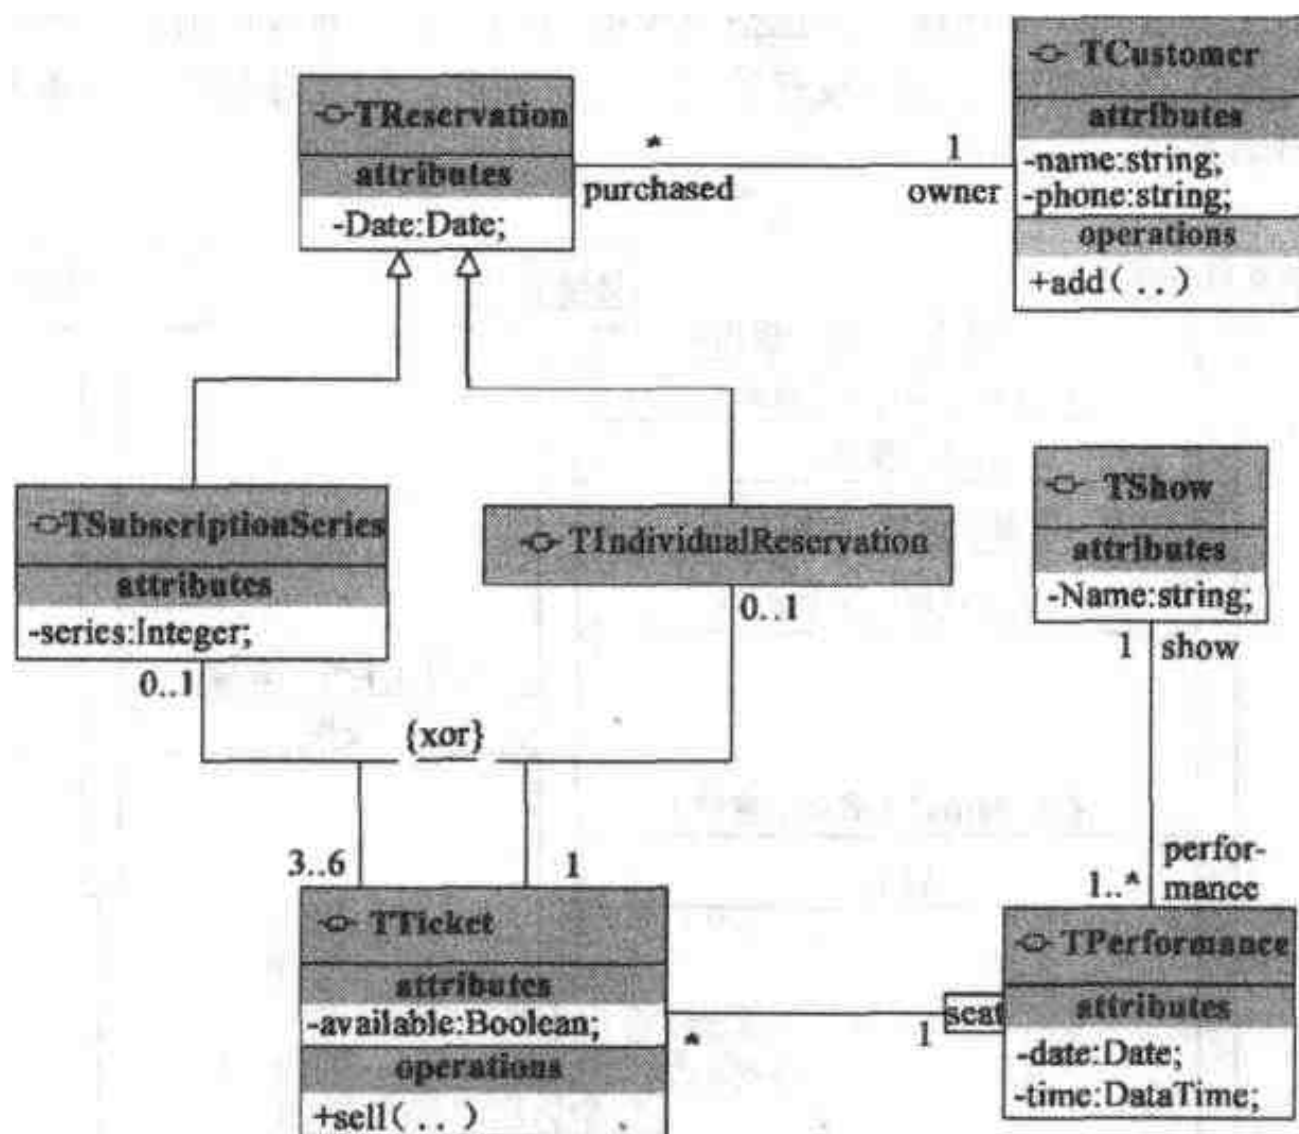 TCustomer
attributes
-name:string;
-phone:string;
operations
+add( . . )
TReservation
attributes
-Date:Date;
*
purchased
1
owner
TSubscriptionSeries
attributes
-series:Integer;
0..1
TIndividualReservation
0..1
TShow
attributes
-Name:string;
1
show
{xor}
3..6
1
TTicket
attributes
-available:Boolean;
operations
+sell( . . )
*
1
seat
1..*
perfor-
mance
TPerformance
attributes
-date:Date;
-time:DataTime;